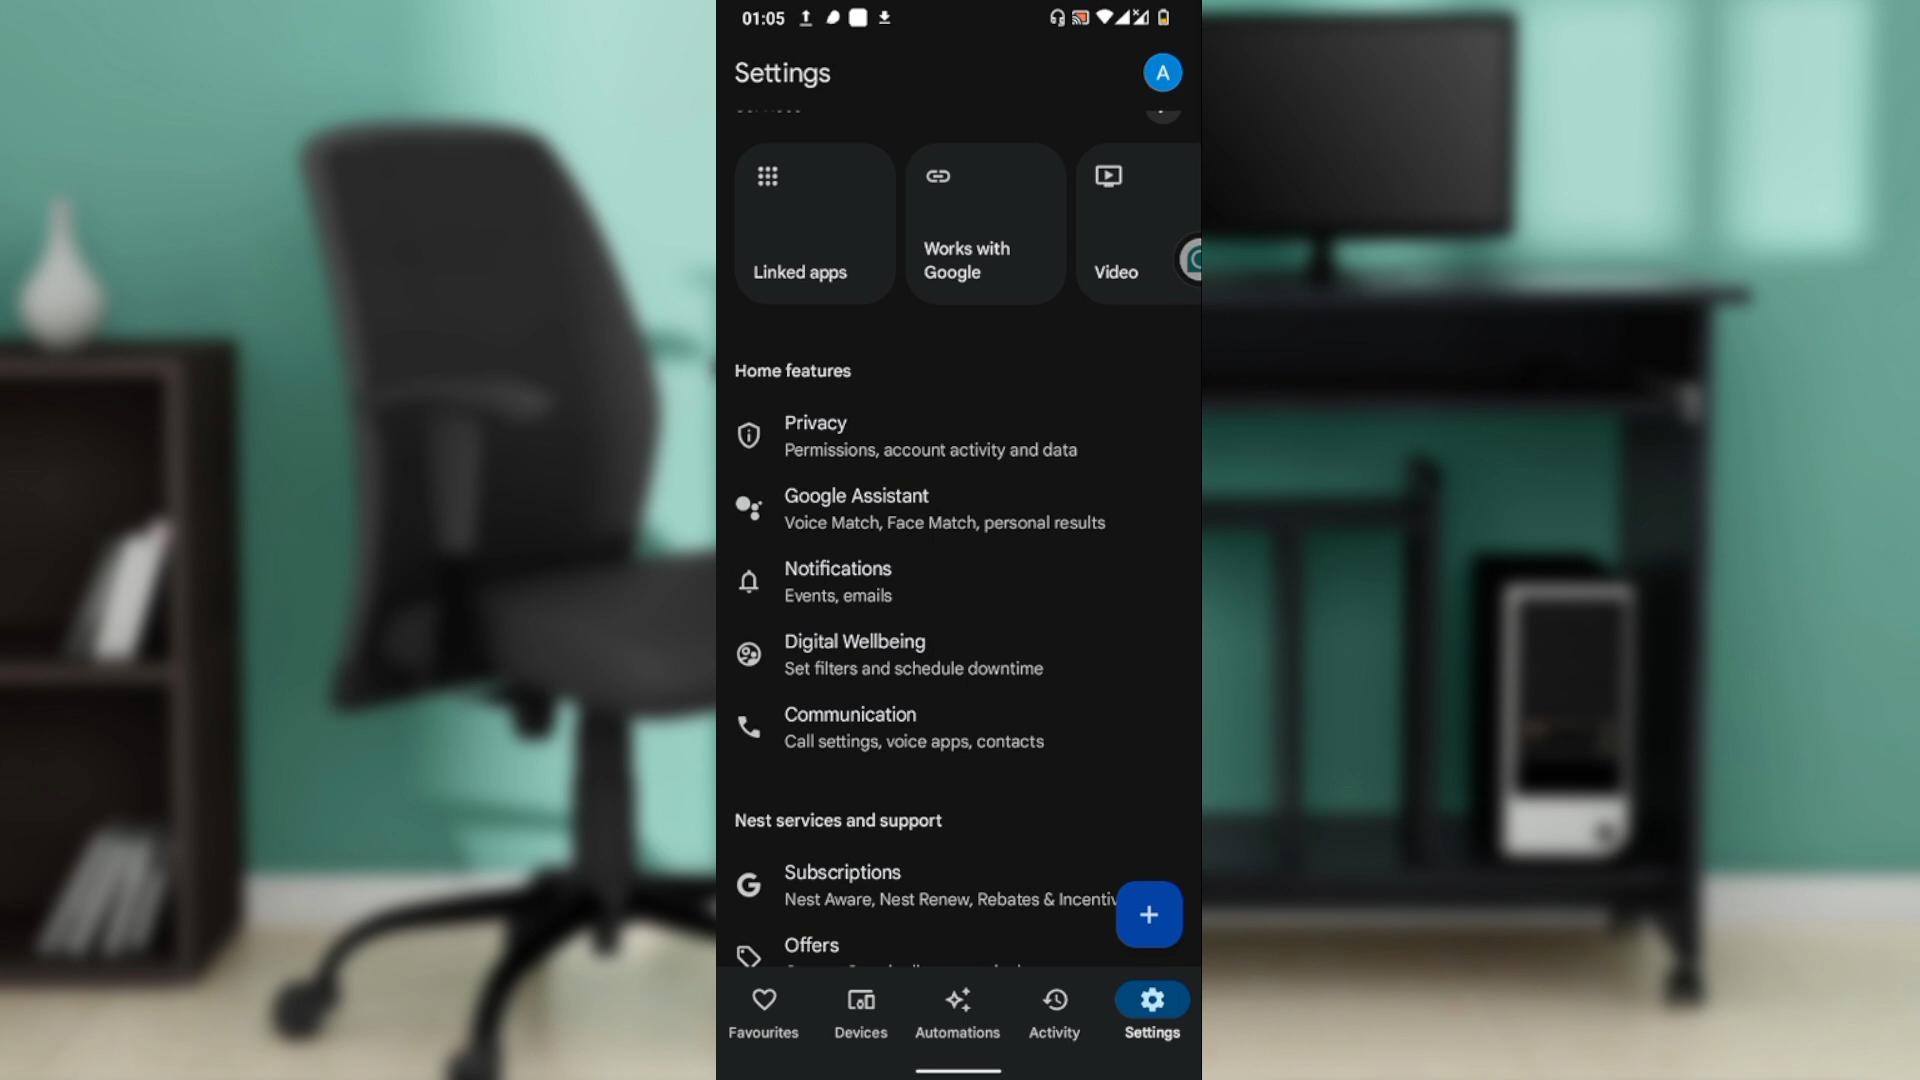 01:05
Settings
A
Linked apps
Works with
Google
Video
Home features
Privacy
Permissions, account activity and data
Google Assistant
Voice Match, Face Match, personal results
Notifications
Events, emails
Digital Wellbeing
Set filters and schedule downtime
Communication
Call settings, voice apps, contacts
Nest services and support
Subscriptions
Nest Aware, Nest Renew, Rebates &
Offers
Favourites
Devices
Automations
Activity
Settings